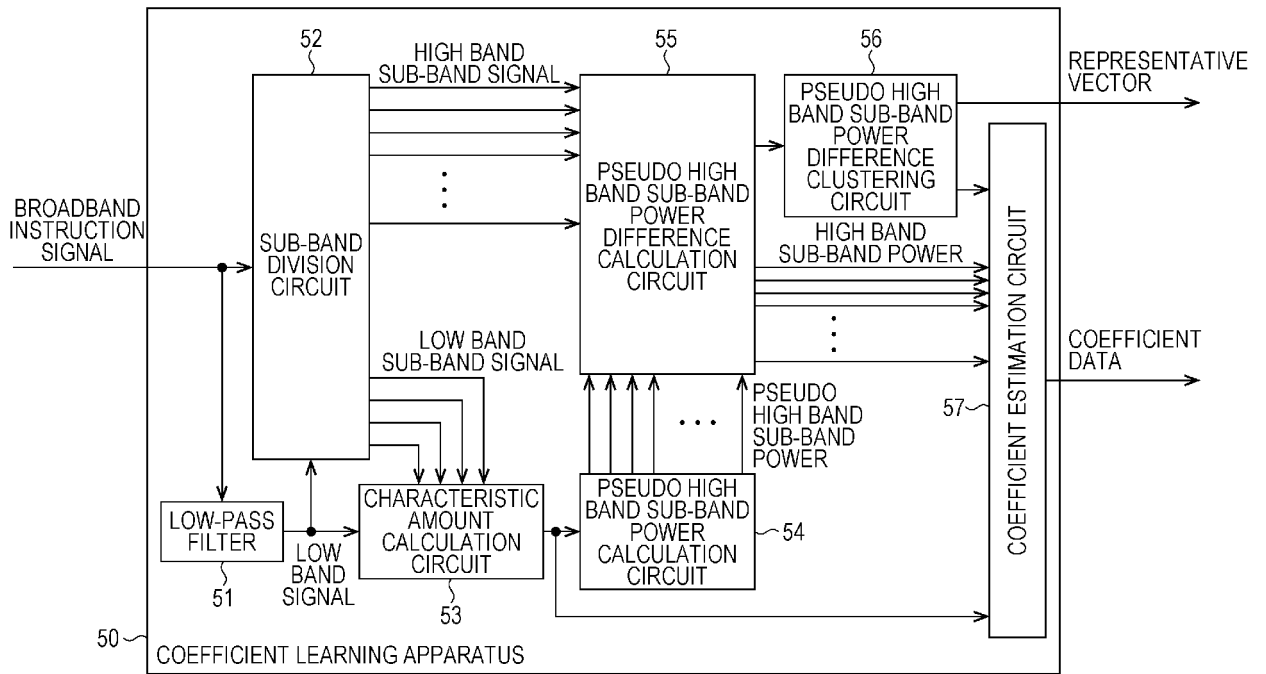 52
HIGH BAND
SUB-BAND SIGNAL
55
56
REPRESENTATIVE
VECTOR
PSEUDO HIGH
BAND SUB-BAND
POWER
DIFFERENCE
CLUSTERING
CIRCUIT
BROADBAND
INSTRUCTION
SIGNAL
SUB-BAND
DIVISION
CIRCUIT
PSEUDO HIGH
BAND SUB-BAND
POWER
DIFFERENCE
CALCULATION
CIRCUIT
HIGH BAND
SUB-BAND POWER
LOW BAND
SUB-BAND SIGNAL
COEFFICIENT
DATA
57
COEFFICIENT ESTIMATION CIRCUIT
PSEUDO
HIGH BAND
SUB-BAND
POWER
LOW-PASS
FILTER
51
LOW
BAND
SIGNAL
CHARACTERISTIC
AMOUNT
CALCULATION
CIRCUIT
53
PSEUDO HIGH
BAND SUB-BAND
POWER
CALCULATION
CIRCUIT
54
50
COEFFICIENT LEARNING APPARATUS